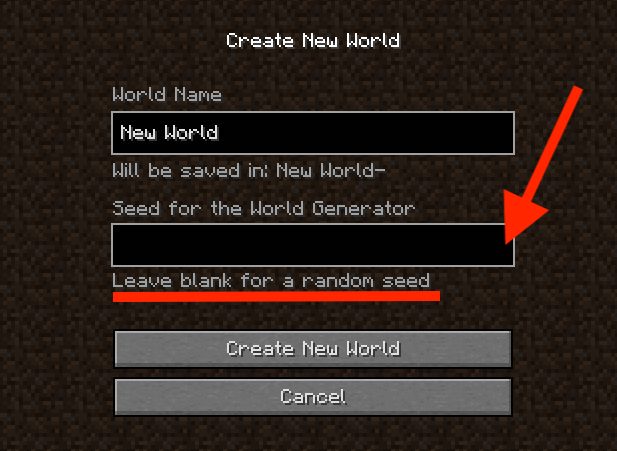 Create New World
World Name
New World
Will be saved in: New World-
Seed for the World Generator
Leave blank for a random seed
Create New World
Cancel